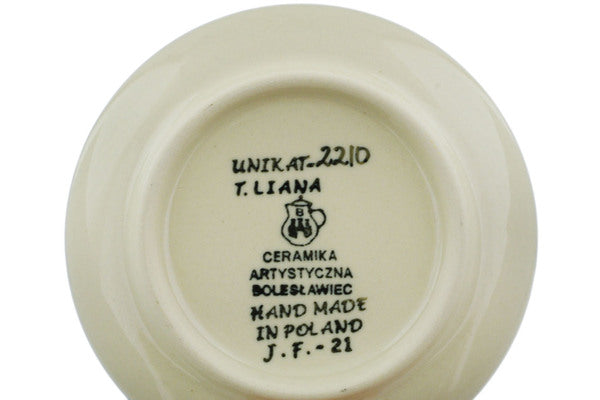 UNIKAT-2210
T. LIANA
B
CERAMIKA
ARTYSTYCZNA
BOLESŁAWIEC
HAND MADE
IN POLAND
J.F.-21